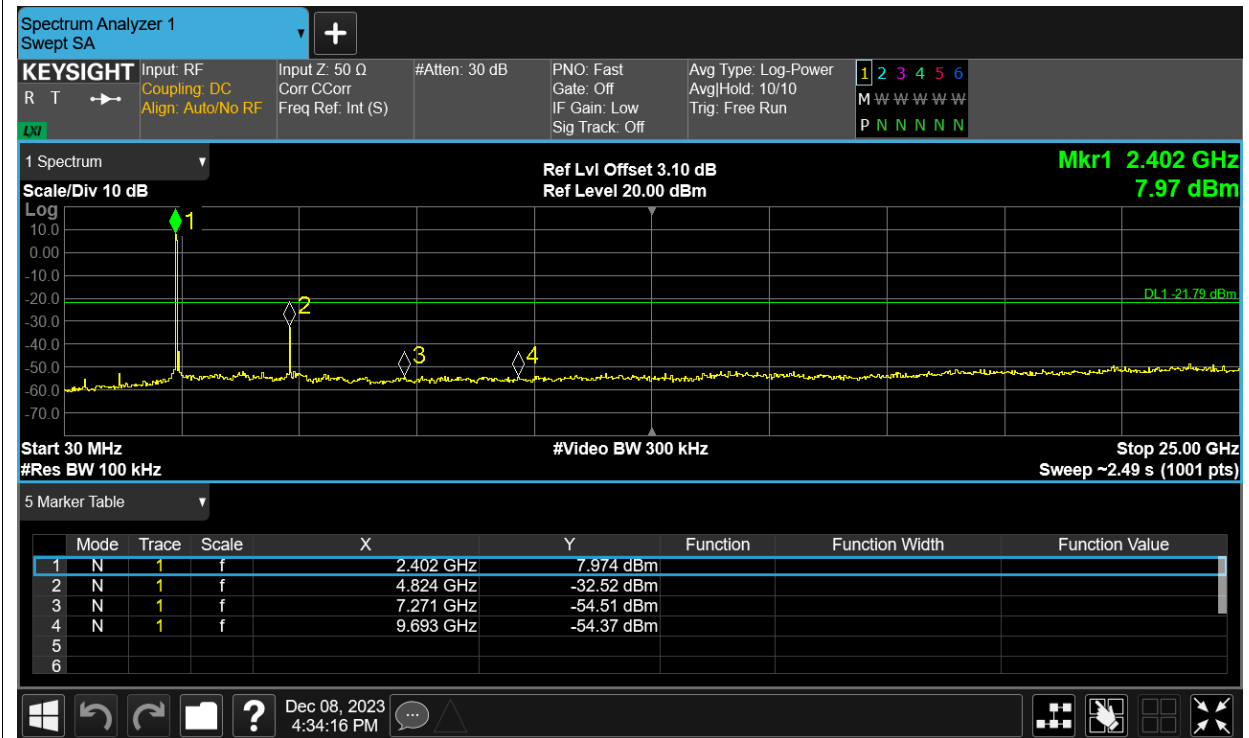 Spectrum Analyzer 1
Swept SA
+
KEYSIGHT
R T
LXI
Input: RF
Coupling: DC
Align: Auto/No RF
Input Z: 50 Ω
Corr CCorr
Freq Ref: Int (S)
#Atten: 30 dB
PNO: Fast
Gate: Off
IF Gain: Low
Sig Track: Off
Avg Type: Log-Power
Avg|Hold: 10/10
Trig: Free Run
1 2 3 4 5 6
M W W W W W
P N N N N N
1 Spectrum
Scale/Div 10 dB
Ref Lvl Offset 3.10 dB
Ref Level 20.00 dBm
Mkr1 2.402 GHz
7.97 dBm
Log
10.0
0.00
-10.0
-20.0
-30.0
-40.0
-50.0
-60.0
-70.0
1
2
3
4
DL1 -21.79 dBm
Start 30 MHz
#Video BW 300 kHz
Stop 25.00 GHz
#Res BW 100 kHz
Sweep ~2.49 s (1001 pts)
5 Marker Table
Mode Trace Scale X Y Function Function Width Function Value
1 N 1 f 2.402 GHz 7.974 dBm
2 N 1 f 4.824 GHz -32.52 dBm
3 N 1 f 7.271 GHz -54.51 dBm
4 N 1 f 9.693 GHz -54.37 dBm
5
6
?
Dec 08, 2023
4:34:16 PM